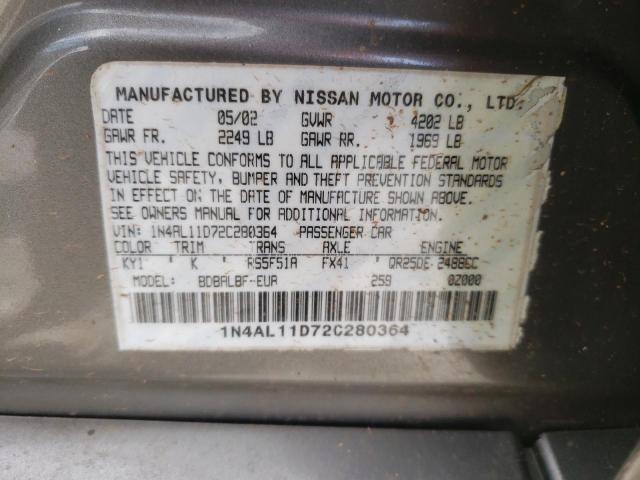 MANUFACTURED BY NISSAN MOTOR CO., LTD.
DATE 05/02 GVWR 4202 LB
GAWR FR. 2249 LB GAWR RR. 1969 LB
THIS VEHICLE CONFORMS TO ALL APPLICABLE FEDERAL MOTOR
VEHICLE SAFETY, BUMPER AND THEFT PREVENTION STANDARDS
IN EFFECT ON THE DATE OF MANUFACTURE SHOWN ABOVE.
SEE OWNERS MANUAL FOR ADDITIONAL INFORMATION.
VIN: 1N4AL11D72C280364 PASSENGER CAR
COLOR TRIM TRANS AXLE ENGINE
KY1 K RS5F51A FX41 QR25DE 2488CC
MODEL BDBALBF-EUA 259 02000
1N4AL11D72C280364